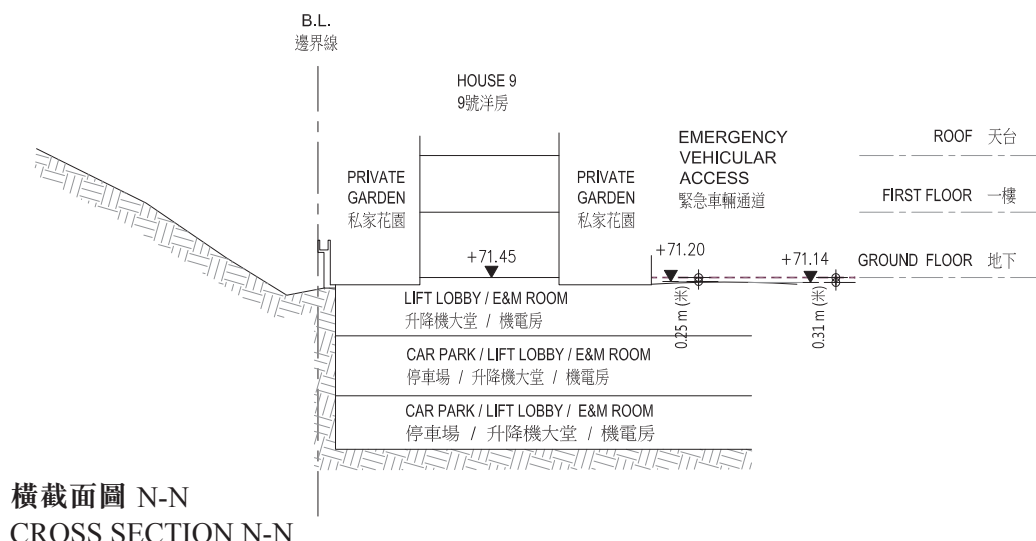 B.L.
邊界線
HOUSE 9
9號洋房
PRIVATE
GARDEN
私家花園
PRIVATE
GARDEN
私家花園
EMERGENCY
VEHICULAR
ACCESS
緊急車輛通道
ROOF 天台
FIRST FLOOR 一樓
GROUND FLOOR 地下
+71.45
+71.20
+71.14
0.25 m (米)
0.31 m (米)
LIFT LOBBY / E&M ROOM
升降機大堂 / 機電房
CAR PARK / LIFT LOBBY / E&M ROOM
停車場 / 升降機大堂 / 機電房
CAR PARK / LIFT LOBBY / E&M ROOM
停車場 / 升降機大堂 / 機電房
橫截面圖 N-N
CROSS SECTION N-N